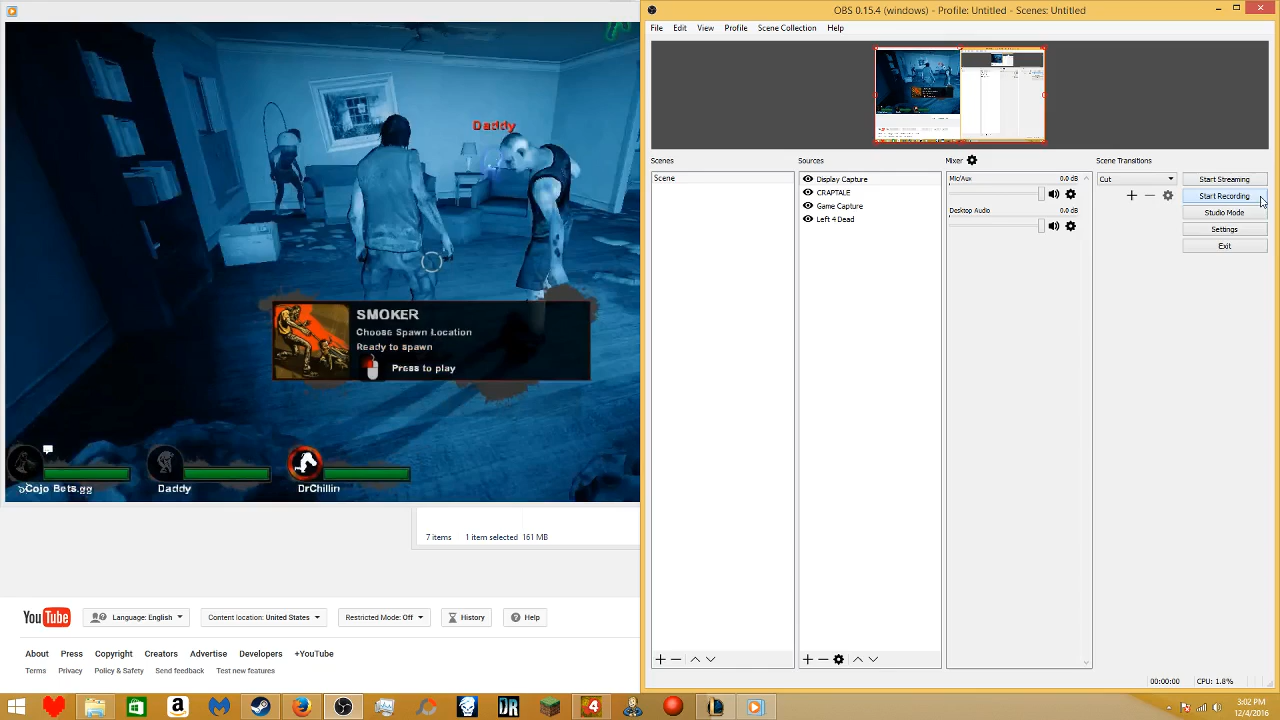 Daddy
SMOKER
Choose Spawn Location
Ready to spawn
Press to play
Cojo Bets.gg
Daddy
DrChillin
7 items 1 item selected 161 MB
YouTube
Language: English
Content location: United States
Restricted Mode: Off
History
Help
About Press Copyright Creators Advertise Developers +YouTube
Terms Privacy Policy & Safety Send feedback Test new features
OBS 0.15.4 (windows) - Profile: Untitled - Scenes: Untitled
File Edit View Profile Scene Collection Help
Scenes
Scene
Sources
Display Capture
CRAPTALE
Game Capture
Left 4 Dead
Mixer
Mic/Aux 0.0 dB
Desktop Audio 0.0 dB
Scene Transitions
Cut
Start Streaming
Start Recording
Studio Mode
Settings
Exit
00:00:00 CPU: 1.8%
DR
4
3:02 PM
12/4/2016